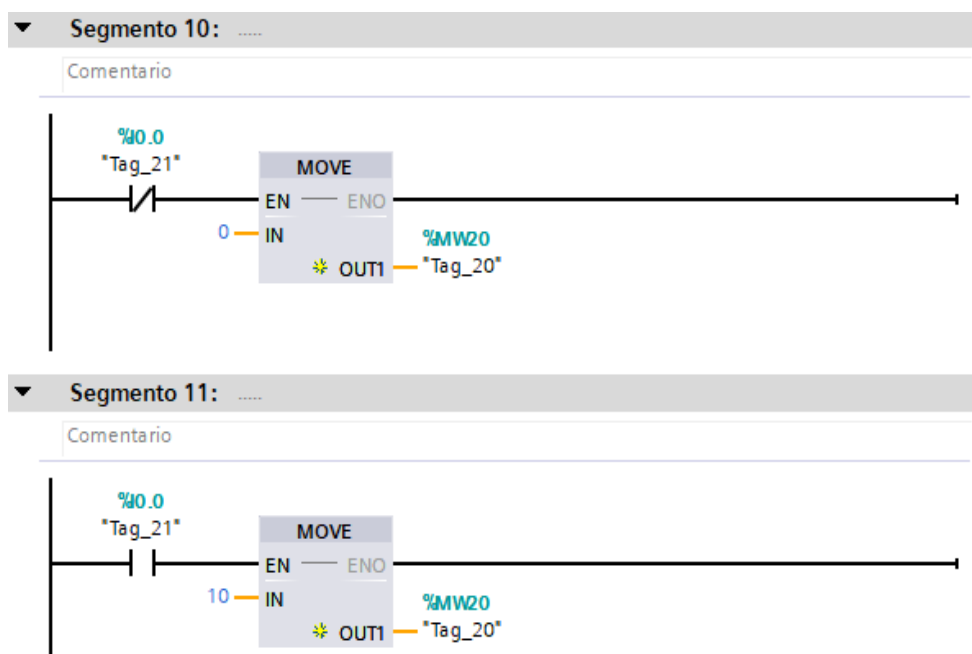 Segmento 10: .....
Comentario
%I0.0
"Tag_21"
MOVE
EN ENO
0 IN
%MW20
OUT1 "Tag_20"
Segmento 11: .....
Comentario
%I0.0
"Tag_21"
MOVE
EN ENO
10 IN
%MW20
OUT1 "Tag_20"